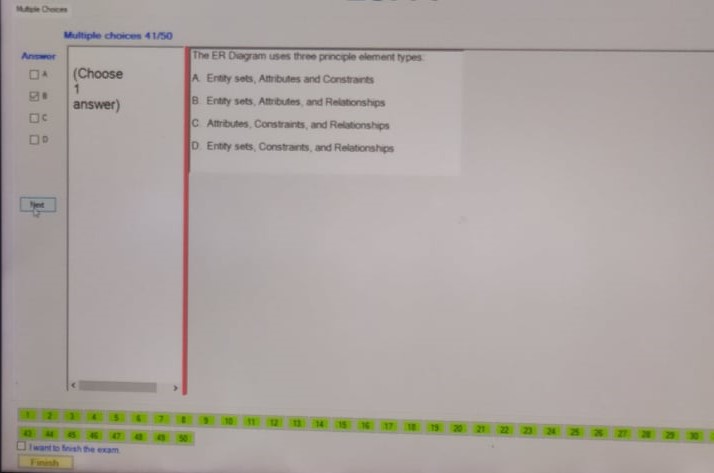 Multiple Choices
Multiple choices 41/50
Answer
A
B
C
D
(Choose
1
answer)
The ER Diagram uses three principle element types:
A. Entity sets, Attributes and Constraints
B. Entity sets, Attributes, and Relationships
C. Attributes, Constraints, and Relationships
D. Entity sets, Constraints, and Relationships
Next
1 2 3 4 5 6 7 8 9 10 11 12 13 14 15 16 17 18 19 20 21 22 23 24 25 26 27 28 29 30
43 44 45 46 47 48 49 50
I want to finish the exam
Finish